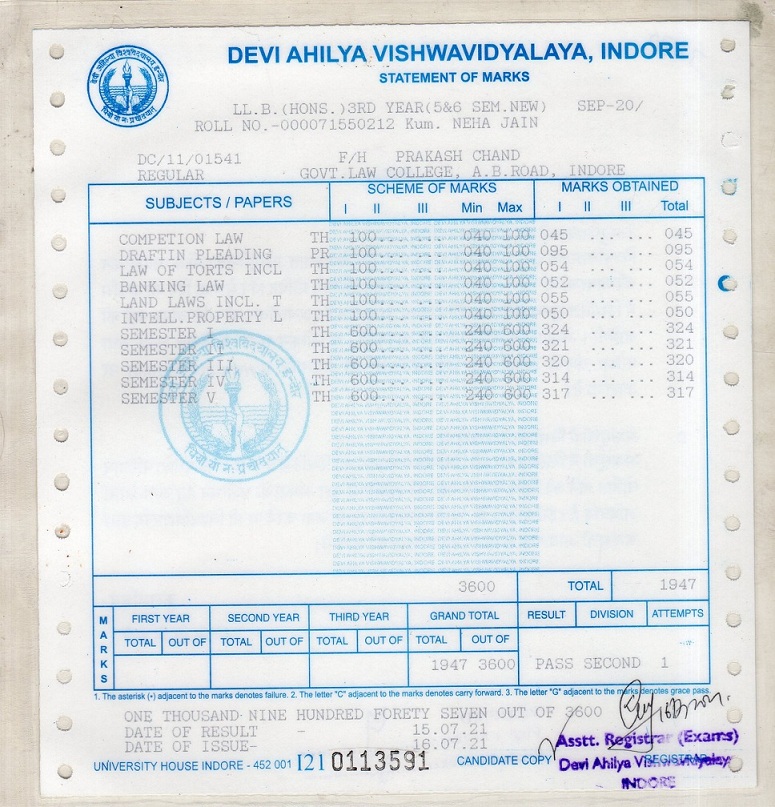 DEVI AHILYA VISHWAVIDYALAYA, INDORE
STATEMENT OF MARKS
LL.B.(HONS.)3RD YEAR(5&6 SEM.NEW) SEP-20/
ROLL NO.-000071550212 Kum. NEHA JAIN
DC/11/01541 F/H PRAKASH CHAND
REGULAR GOVT.LAW COLLEGE, A.B.ROAD, INDORE
SUBJECTS / PAPERS SCHEME OF MARKS MARKS OBTAINED
I II III Min Max I II III Total
COMPETION LAW TH 100... ... 040 100 045 ... ... 045
DRAFTIN PLEADING PR 100... ... 040 100 095 ... ... 095
LAW OF TORTS INCL TH 100... ... 040 100 054 ... ... 054
BANKING LAW TH 100... ... 040 100 052 ... ... 052
LAND LAWS INCL. T TH 100... ... 040 100 055 ... ... 055
INTELL.PROPERTY L TH 100... ... 040 100 050 ... ... 050
SEMESTER I TH 600... ... 240 600 324 ... ... 324
SEMESTER II TH 600... ... 240 600 321 ... ... 321
SEMESTER III TH 600... ... 240 600 320 ... ... 320
SEMESTER IV TH 600... ... 240 600 314 ... ... 314
SEMESTER V TH 600... ... 240 600 317 ... ... 317
3600 TOTAL 1947
MARKS FIRST YEAR SECOND YEAR THIRD YEAR GRAND TOTAL RESULT DIVISION ATTEMPTS
TOTAL OUT OF TOTAL OUT OF TOTAL OUT OF TOTAL OUT OF
1947 3600 PASS SECOND 1
1. The asterisk (*) adjacent to the marks denotes failure. 2. The letter "C" adjacent to the marks denotes carry forward. 3. The letter "G" adjacent to the marks denotes grace pass.
ONE THOUSAND NINE HUNDRED FORETY SEVEN OUT OF 3600
DATE OF RESULT - 15.07.21
DATE OF ISSUE- 16.07.21
Asstt. Registrar (Exams)
UNIVERSITY HOUSE INDORE - 452 001 I21 0113591 CANDIDATE COPY REGISTRAR
Devi Ahilya Vishwavidyalay
INDORE